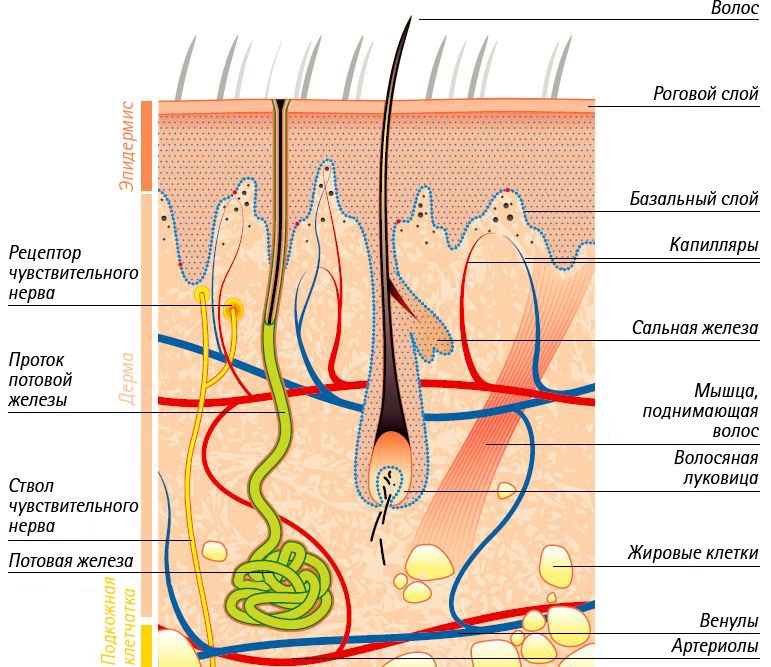 Волос
Роговой слой
Базальный слой
Капилляры
Сальная железа
Мышца,
поднимающая
волос
Волосяная
луковица
Жировые клетки
Венулы
Артериолы
Эпидермис
Дерма
Подкожная
клетчатка
Рецептор
чувствительного
нерва
Проток
потовой
железы
Ствол
чувствительного
нерва
Потовая железа